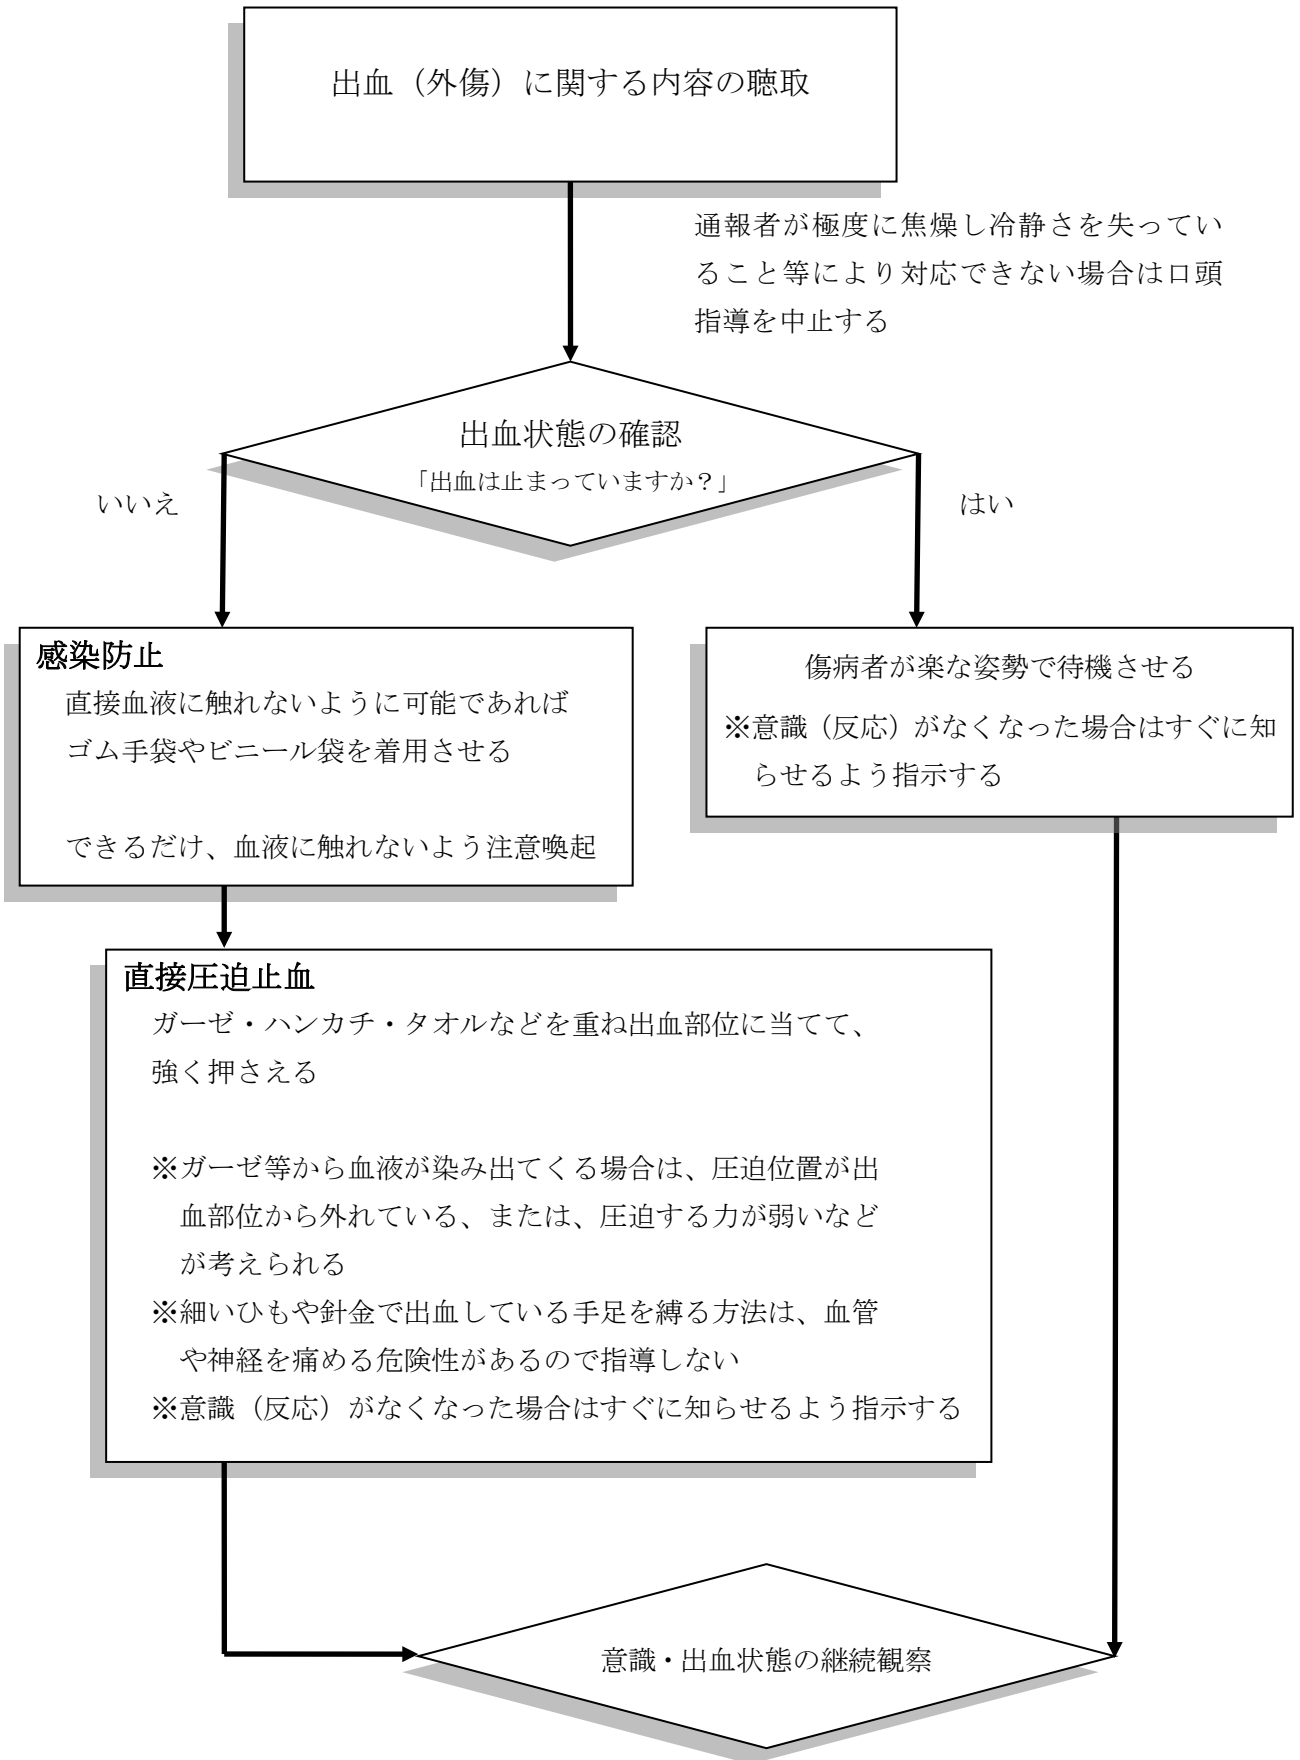 出血（外傷）に関する内容の聴取
通報者が極度に焦燥し冷静さを失ってい
ること等により対応できない場合は口頭
指導を中止する
出血状態の確認
「出血は止まっていますか？」
いいえ
はい
感染防止
直接血液に触れないように可能であれば
ゴム手袋やビニール袋を着用させる
できるだけ、血液に触れないよう注意喚起
傷病者が楽な姿勢で待機させる
※意識（反応）がなくなった場合はすぐに知
らせるよう指示する
直接圧迫止血
ガーゼ・ハンカチ・タオルなどを重ね出血部位に当てて、
強く押さえる
※ガーゼ等から血液が染み出てくる場合は、圧迫位置が出
血部位から外れている、または、圧迫する力が弱いなど
が考えられる
※細いひもや針金で出血している手足を縛る方法は、血管
や神経を痛める危険性があるので指導しない
※意識（反応）がなくなった場合はすぐに知らせるよう指示する
意識・出血状態の継続観察